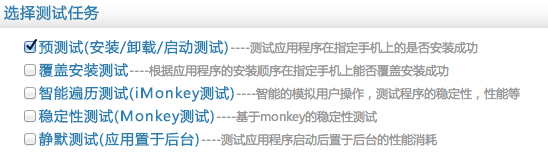 选择测试任务
预测试(安装/卸载/启动测试)----测试应用程序在指定手机上的是否安装成功
覆盖安装测试----根据应用程序的安装顺序在指定手机上能否覆盖安装成功
智能遍历测试(iMonkey测试)----智能的模拟用户操作，测试程序的稳定性，性能等
稳定性测试(Monkey测试)----基于monkey的稳定性测试
静默测试(应用置于后台)----测试应用程序启动后置于后台的性能消耗